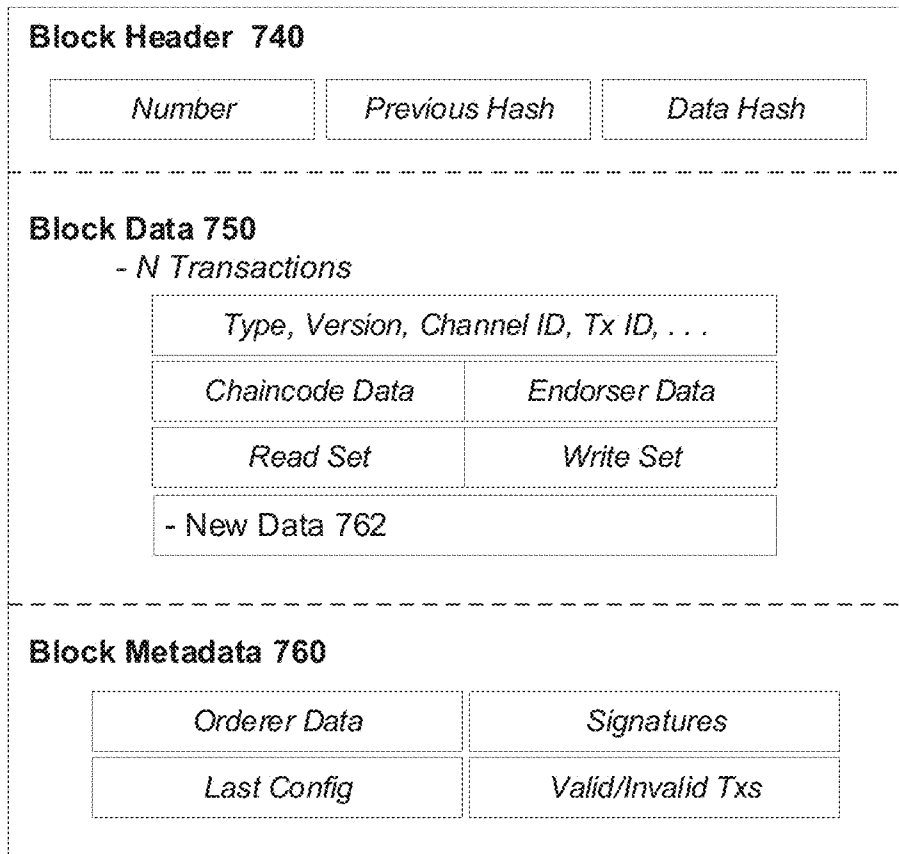 Block Header 740
Number Previous Hash Data Hash
Block Data 750
- N Transactions
Type, Version, Channel ID, Tx ID, . . .
Chaincode Data Endorser Data
Read Set Write Set
- New Data 762
Block Metadata 760
Orderer Data Signatures
Last Config Valid/Invalid Txs